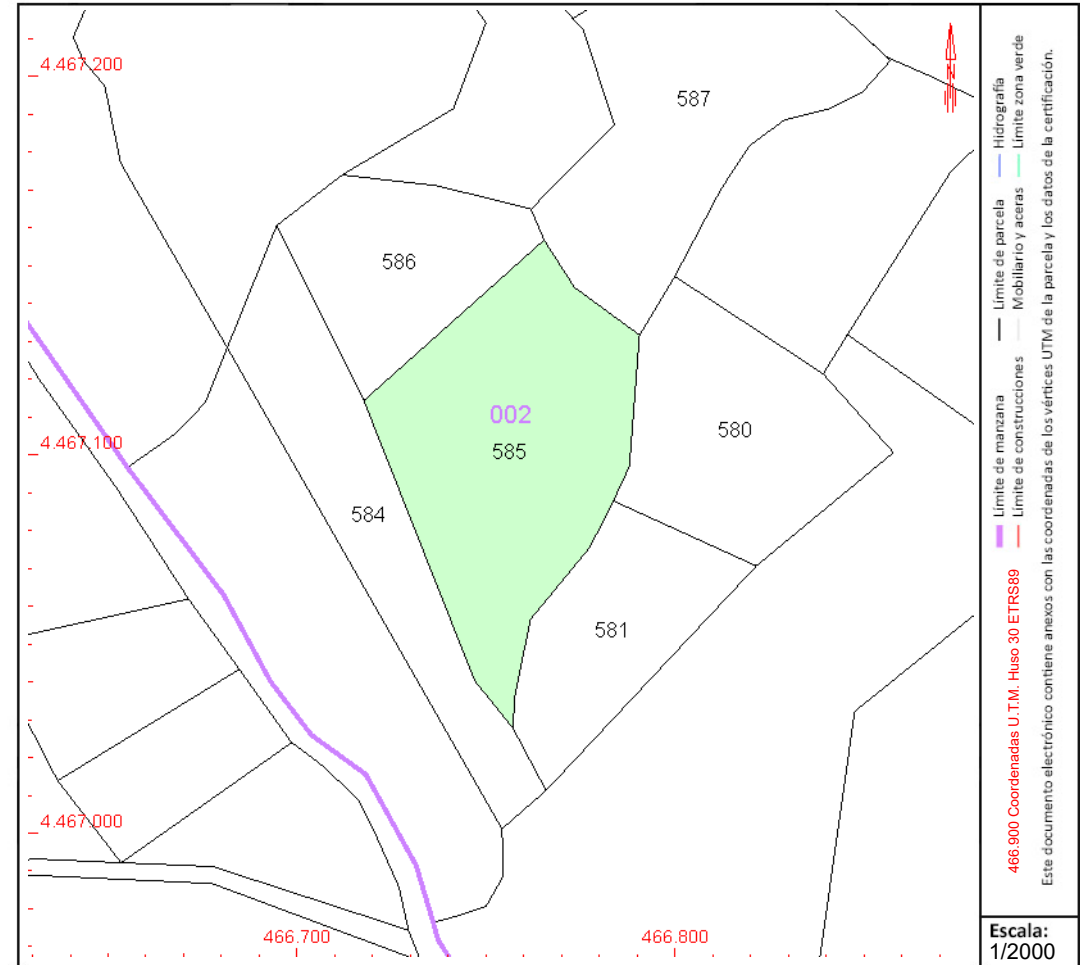 4.467.200
587
586
002
585
580
4.467.100
584
581
4.467.000
466.700
466.800
N
Límite de manzana
Límite de parcela
Hidrografía
Límite de construcciones
Mobiliario y aceras
Límite zona verde
466.900 Coordenadas U.T.M. Huso 30 ETRS89
Este documento electrónico contiene anexos con las coordenadas de los vértices UTM de la parcela y los datos de la certificación.
Escala:
1/2000